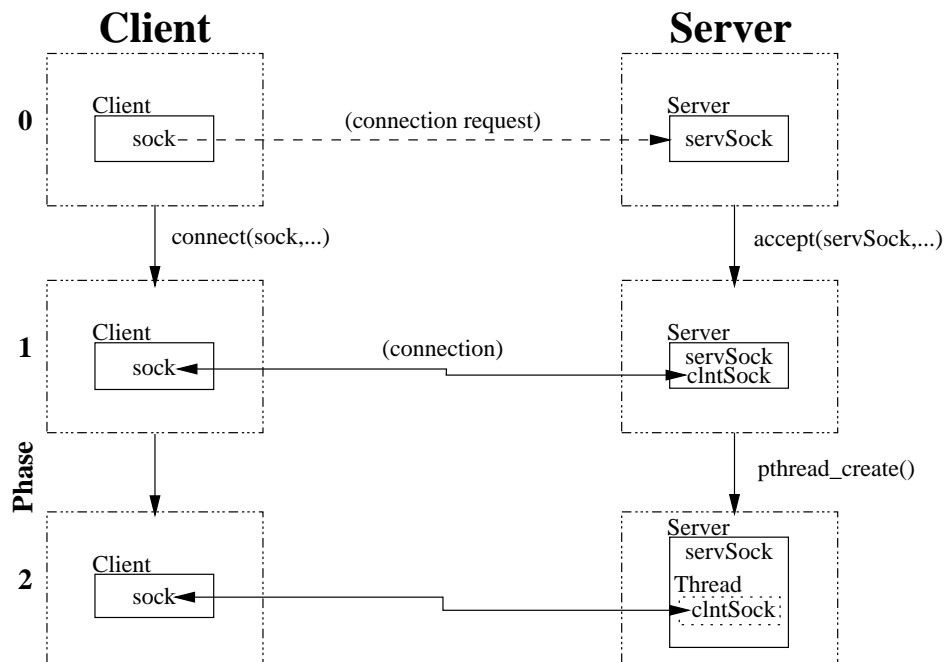 Client
Server
0
Client
sock
(connection request)
Server
servSock
connect(sock,...)
accept(servSock,...)
1
Client
sock
(connection)
Server
servSock
clntSock
Phase
pthread_create()
2
Client
sock
Server
servSock
Thread
clntSock